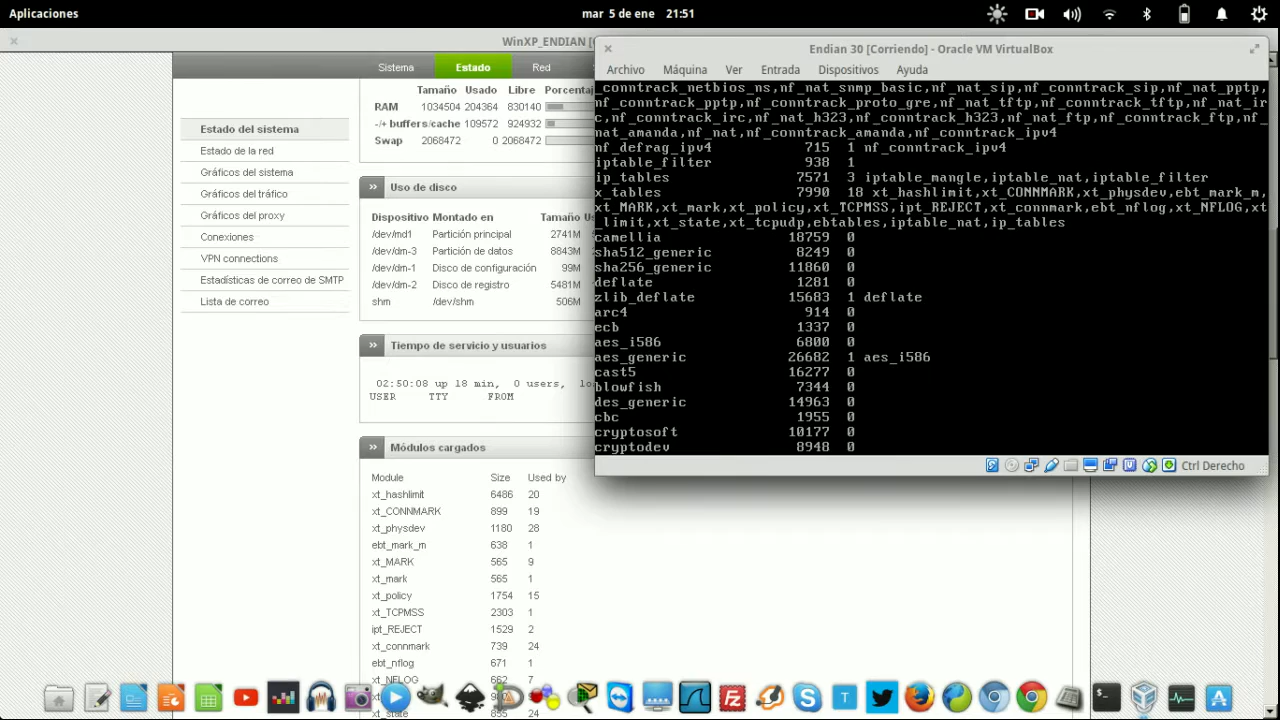 Aplicaciones
mar 5 de ene 21:51
WinXP_ENDIAN [C
Sistema Estado Red
Tamaño Usado Libre Porcentaj
RAM 1034504 204364 830140
-/+ buffers/cache 109572 924932
Swap 2068472 0 2068472
Estado del sistema
Estado de la red
Gráficos del sistema
Gráficos del tráfico
Gráficos del proxy
Conexiones
VPN connections
Estadísticas de correo de SMTP
Lista de correo
Uso de disco
Dispositivo Montado en Tamaño Us
/dev/md1 Partición principal 2741M
/dev/dm-3 Partición de datos 8843M
/dev/dm-1 Disco de configuración 99M
/dev/dm-2 Disco de registro 5481M
shm /dev/shm 506M
Tiempo de servicio y usuarios
02:50:08 up 18 min, 0 users, lo
USER TTY FROM
Módulos cargados
Module Size Used by
xt_hashlimit 6486 20
xt_CONNMARK 899 19
xt_physdev 1180 28
ebt_mark_m 638 1
xt_MARK 565 9
xt_mark 565 1
xt_policy 1754 15
xt_TCPMSS 2303 1
ipt_REJECT 1529 2
xt_connmark 739 24
ebt_nflog 671 1
xt_NFLOG 662 7
xt_state 855 24
Endian 30 [Corriendo] - Oracle VM VirtualBox
Archivo Máquina Ver Entrada Dispositivos Ayuda
_conntrack_netbios_ns,nf_nat_snmp_basic,nf_nat_sip,nf_conntrack_sip,nf_nat_pptp,
nf_conntrack_pptp,nf_conntrack_proto_gre,nf_nat_tftp,nf_conntrack_tftp,nf_nat_ir
c,nf_conntrack_irc,nf_nat_h323,nf_conntrack_h323,nf_nat_ftp,nf_conntrack_ftp,nf_
nat_amanda,nf_nat,nf_conntrack_amanda,nf_conntrack_ipv4
nf_defrag_ipv4 715 1 nf_conntrack_ipv4
iptable_filter 938 1
ip_tables 7571 3 iptable_mangle,iptable_nat,iptable_filter
x_tables 7990 18 xt_hashlimit,xt_CONNMARK,xt_physdev,ebt_mark_m,
xt_MARK,xt_mark,xt_policy,xt_TCPMSS,ipt_REJECT,xt_connmark,ebt_nflog,xt_NFLOG,xt
_limit,xt_state,xt_tcpudp,ebtables,iptable_nat,ip_tables
camellia 18759 0
sha512_generic 8249 0
sha256_generic 11860 0
deflate 1281 0
zlib_deflate 15683 1 deflate
arc4 914 0
ecb 1337 0
aes_i586 6800 0
aes_generic 26682 1 aes_i586
cast5 16277 0
blowfish 7344 0
des_generic 14963 0
cbc 1955 0
cryptosoft 10177 0
cryptodev 8948 0
Ctrl Derecho